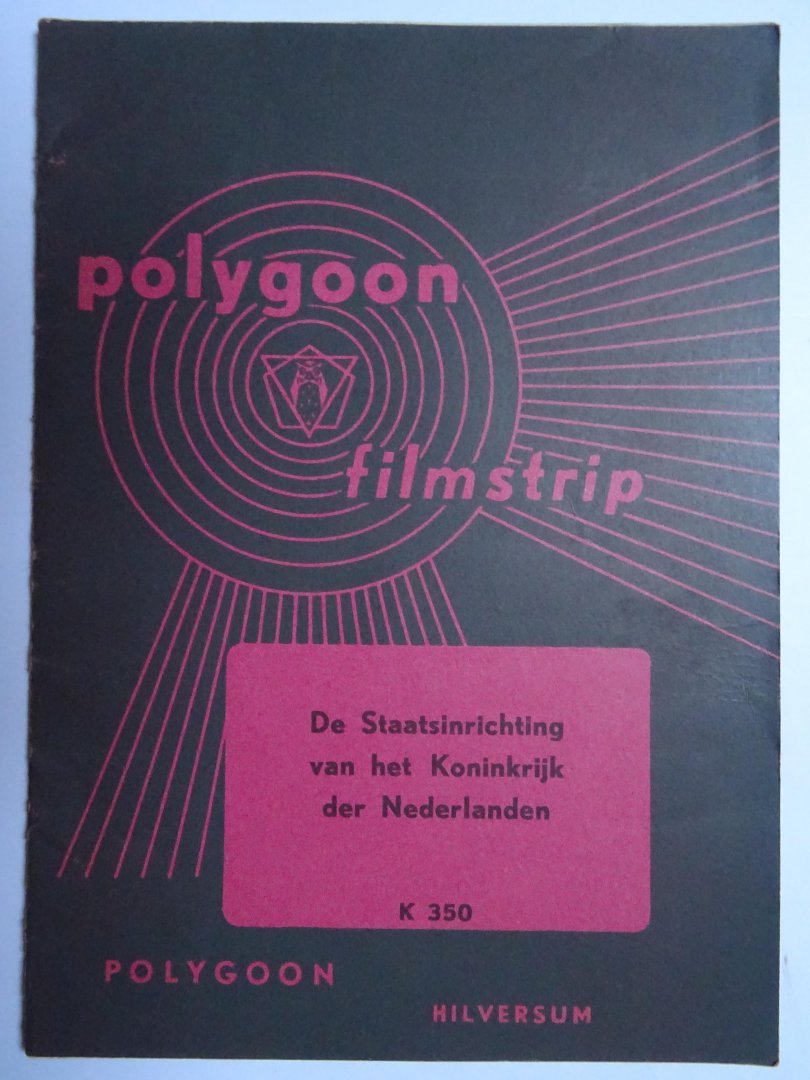 polygoon
filmstrip
De Staatsinrichting
van het Koninkrijk
der Nederlanden
K 350
POLYGOON
HILVERSUM